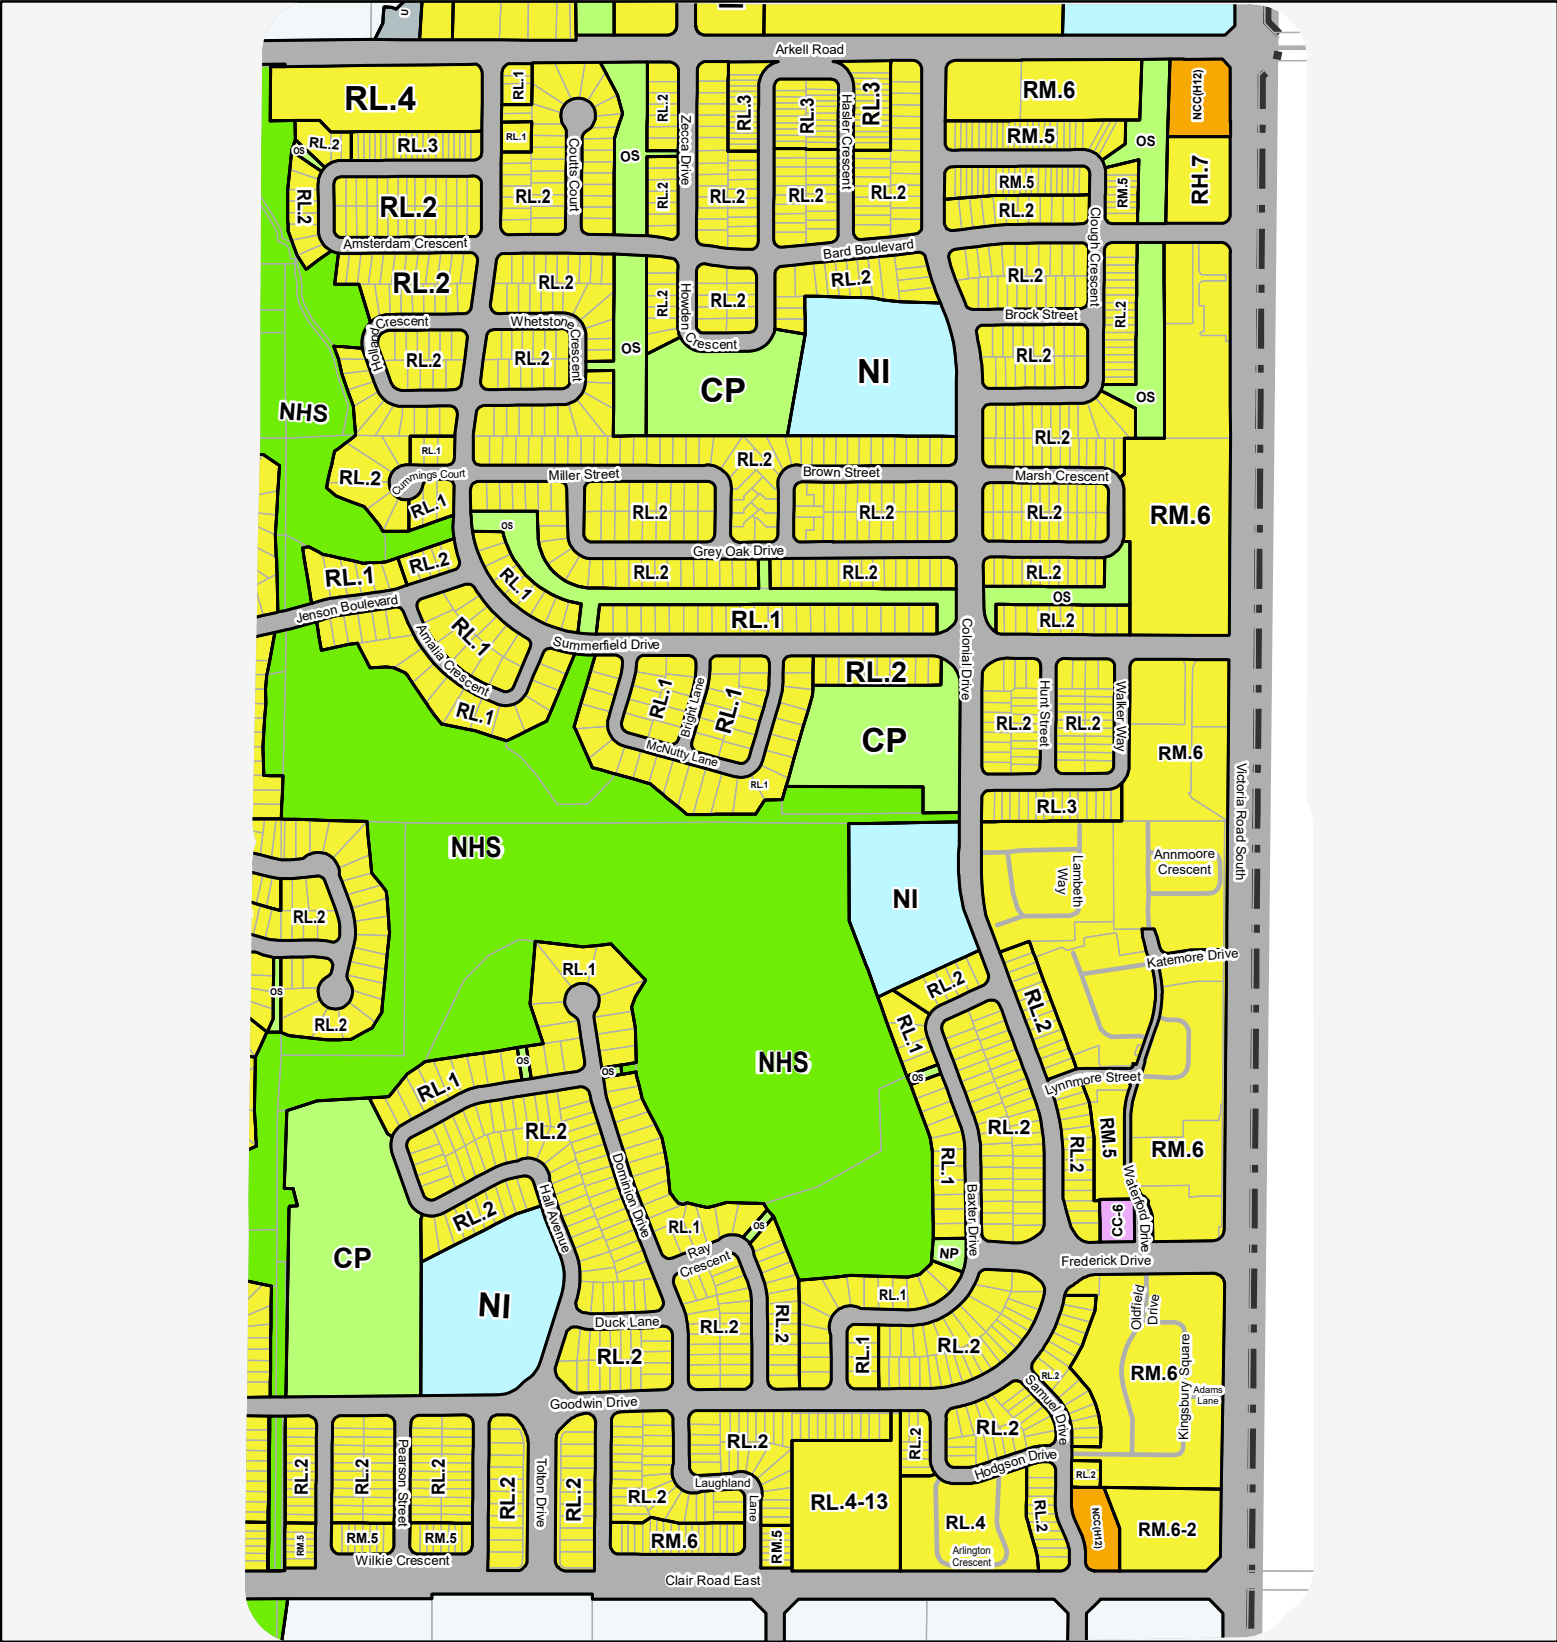 Arkell Road
RL.4
RL.1
RL.1
RL.2
RL.3
RL.3
RL.3
RM.6
NCC(H12)
OS
RL.2
RL.3
Zecca Drive
Hasler Crescent
Coutts Court
OS
RM.5
OS
RL.2
RL.2
RL.2
RL.2
RL.2
RL.2
RL.2
RL.2
RM.5
RM.5
RH.7
RL.2
Amsterdam Crescent
Bard Boulevard
Clough Crescent
RL.2
RL.2
RL.2
RL.2
RL.2
RL.2
RL.2
Howden
Crescent
Crescent
Holland
Whetstone
Crescent
Brock Street
RL.2
RL.2
OS
RL.2
CP
NI
OS
NHS
RL.1
RL.2
RL.2
RL.2
Cummings Court
Miller Street
Brown Street
Marsh Crescent
RL.1
RL.2
RL.2
RL.2
RM.6
OS
Grey Oak Drive
RL.1
RL.2
RL.1
RL.2
RL.2
RL.2
OS
Jenson Boulevard
RL.1
RL.2
Colonial Drive
RL.1
Amalia Crescent
Summerfield Drive
RL.2
RL.1
RL.1
RL.1
Bright Lane
McNutty Lane
RL.1
CP
RL.2
Hunt Street
RL.2
Walker Way
RM.6
RL.3
Victoria Road South
NHS
Lambeth
Way
Annmoore
Crescent
NI
RL.2
OS
RL.2
RL.1
Katemore Drive
RL.2
RL.2
RL.1
NHS
OS
OS
OS
Lynnmore Street
RL.1
RL.2
RL.2
RL.2
RM.5
RM.6
RL.1
Dominion Drive
Hall Avenue
RL.2
RL.1
OS
Baxter Drive
CC-6
Waterford Drive
NP
Ray
Crescent
Frederick Drive
CP
NI
RL.1
Oldfield
Drive
Duck Lane
RL.2
RL.2
RL.2
RL.1
RL.2
RL.2
RM.6
Kingsbury Square
Adams
Lane
Samuel Drive
Goodwin Drive
RL.2
RL.2
RL.2
RL.2
Pearson Street
RL.2
RL.2
Tolton Drive
RL.2
RL.2
Laughland
Lane
Hodgson Drive
RL.2
RL.4-13
RL.4
RL.2
NCC(H12)
RM.6-2
RM.5
RM.5
RM.5
RM.6
RM.5
Wilkie Crescent
Arlington
Crescent
Clair Road East